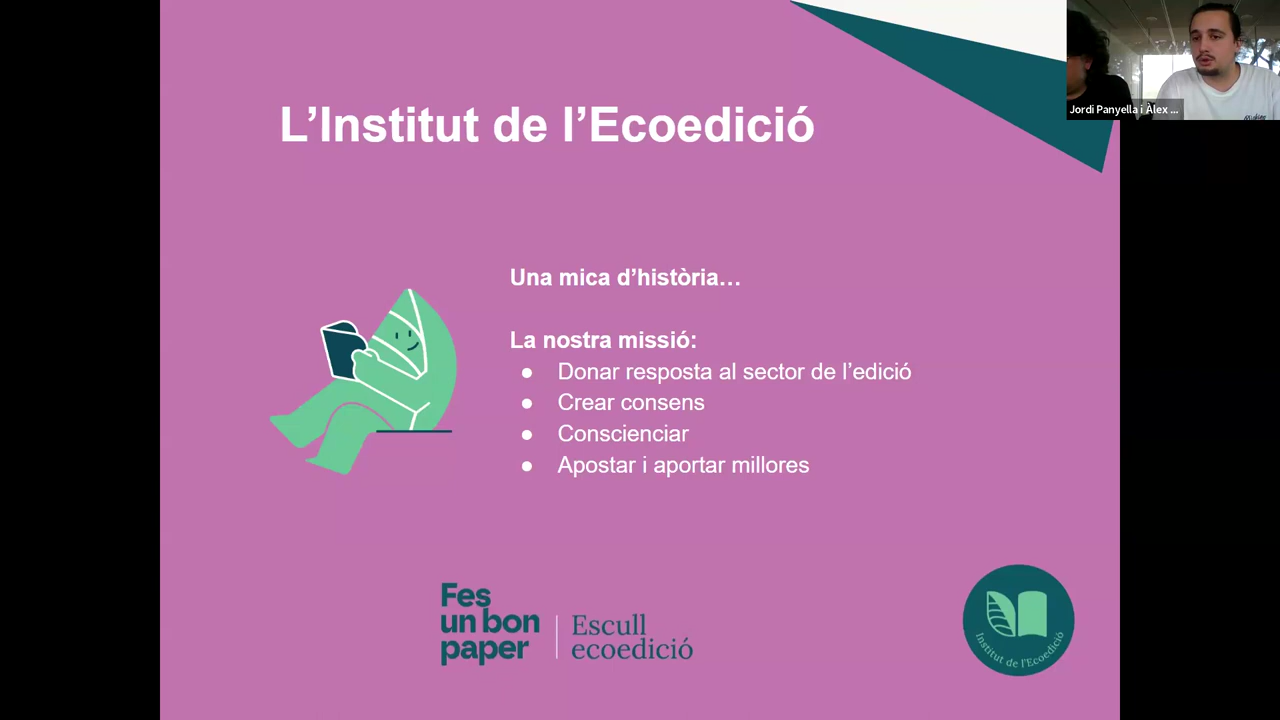 L’Institut de l’Ecoedició
Jordi Panyella i Àlex ...
Una mica d’història…
La nostra missió:
● Donar resposta al sector de l’edició
● Crear consens
● Conscienciar
● Apostar i aportar millores
Fes
un bon
paper
Escull
ecoedició
Institut de l'Ecoedició